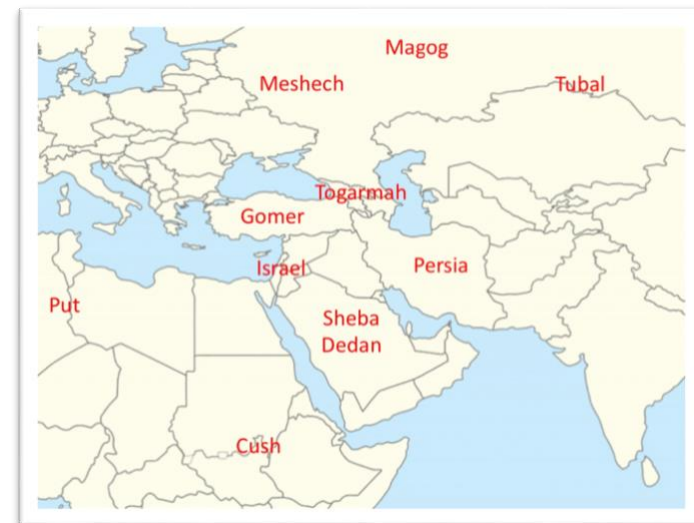 Magog
Meshech
Tubal
Togarmah
Gomer
Israel
Persia
Put
Sheba
Dedan
Cush